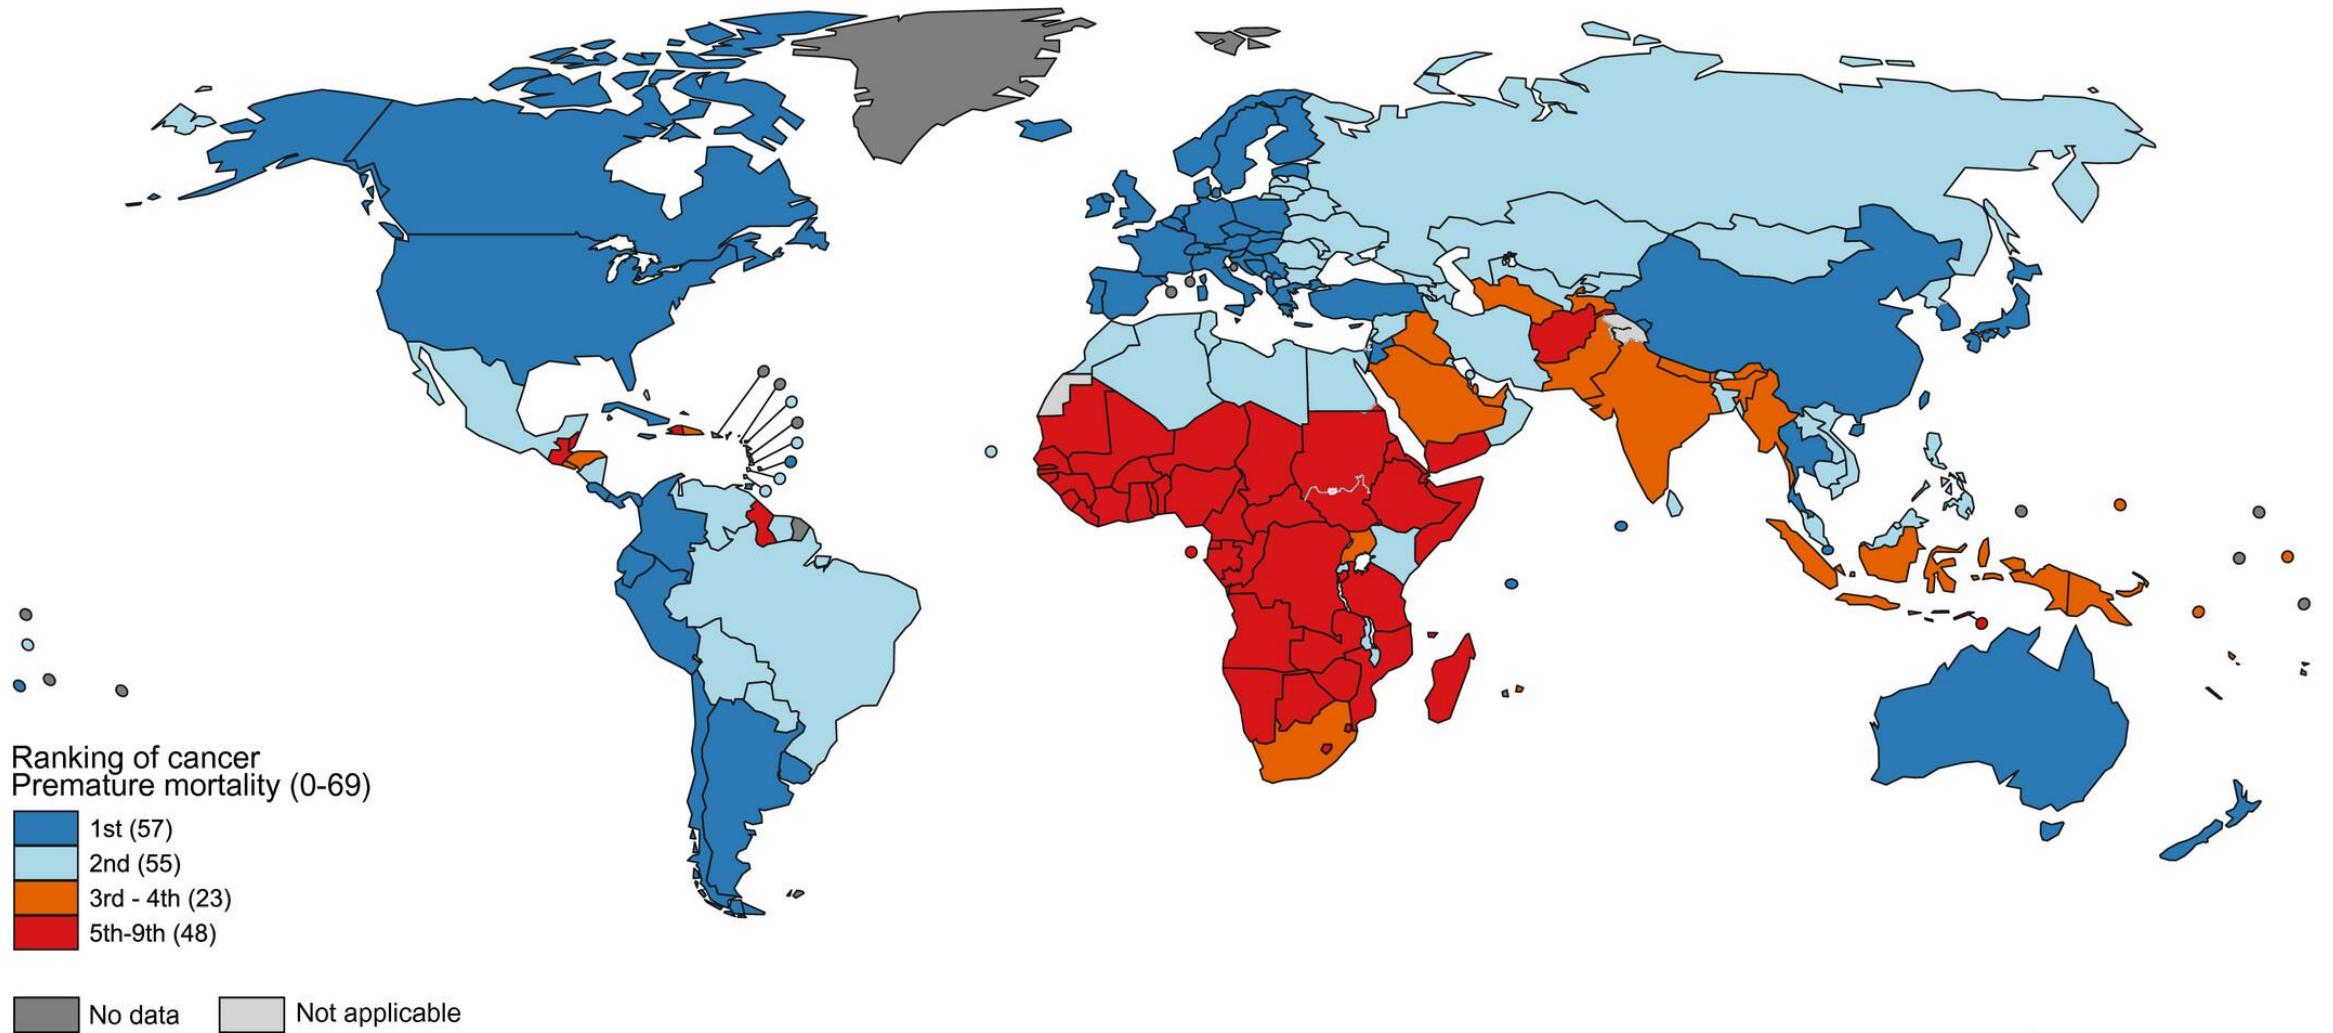 Ranking of cancer
Premature mortality (0-69)
1st (57)
2nd (55)
3rd - 4th (23)
5th-9th (48)
No data
Not applicable